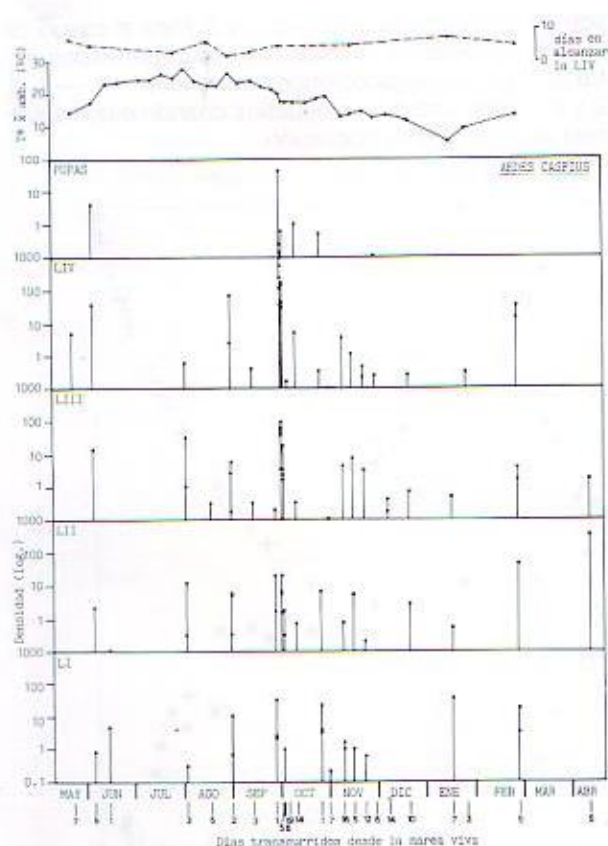 10
días en
alcanzar
la LIV
0
Tª x̄ amb. (ºC)
30
20
10
100
PUPAS
AEDES CASPIUS
10
1
1000
LIV
100
10
1
1000
LIII
100
10
1
1000
LII
100
10
1
1000
LI
100
10
1
0.1
Densidad (log.)
MAY JUN JUL AGO SEP OCT NOV DIC ENE FEB MAR ABR
Días transcurridos desde la marea viva